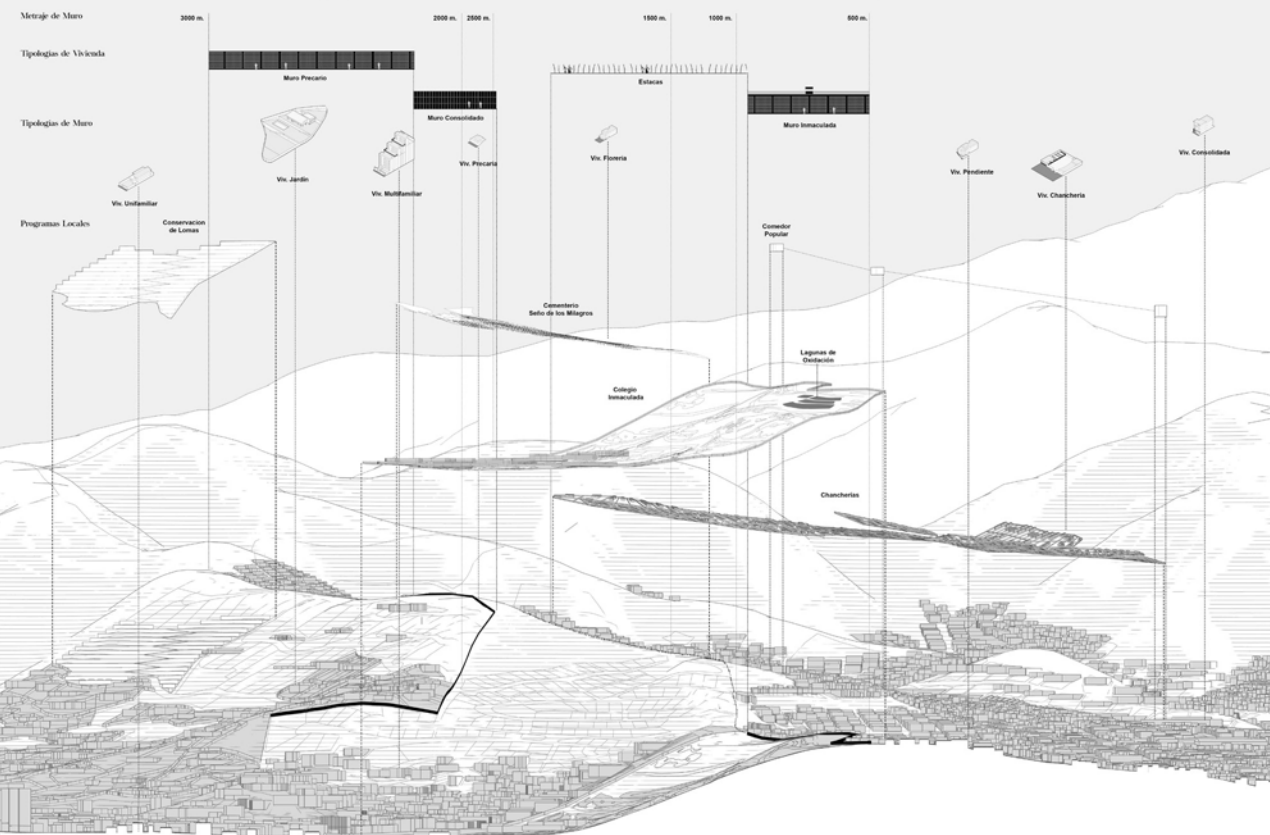 Metraje de Muro
3000 m.
2000 m.
2500 m.
1500 m.
1000 m.
500 m.
Tipologias de Vivienda
Muro Precario
Estacas
Muro Consolidado
Muro Inmaculada
Tipologias de Muro
Viv. Unifamiliar
Viv. Jardín
Viv. Multifamiliar
Viv. Precaria
Viv. Floreria
Viv. Pendiente
Viv. Chancheria
Viv. Consolidada
Programas Locales
Conservacion
de Lomas
Comedor
Popular
Cementerio
Seño de los Milagros
Lagunas de
Oxidación
Colegio
Inmaculada
Chancherias